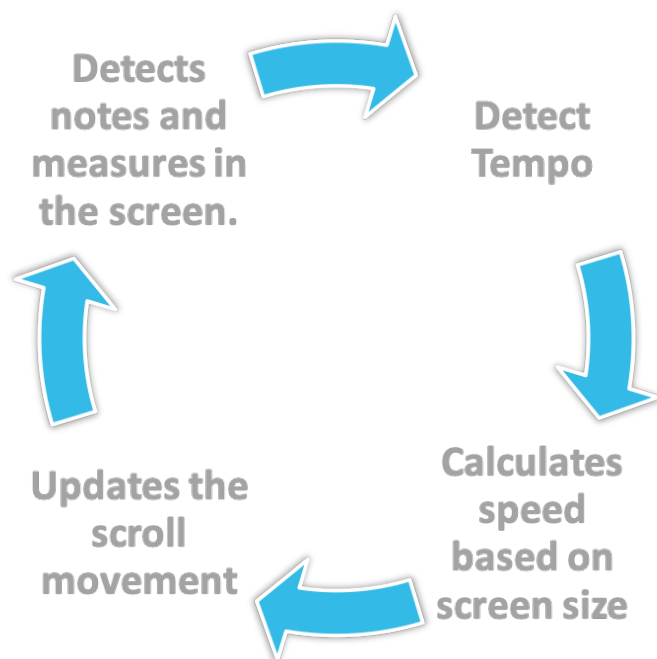 Detects
notes and
measures in
the screen.
Detect
Tempo
Calculates
speed
based on
screen size
Updates the
scroll
movement